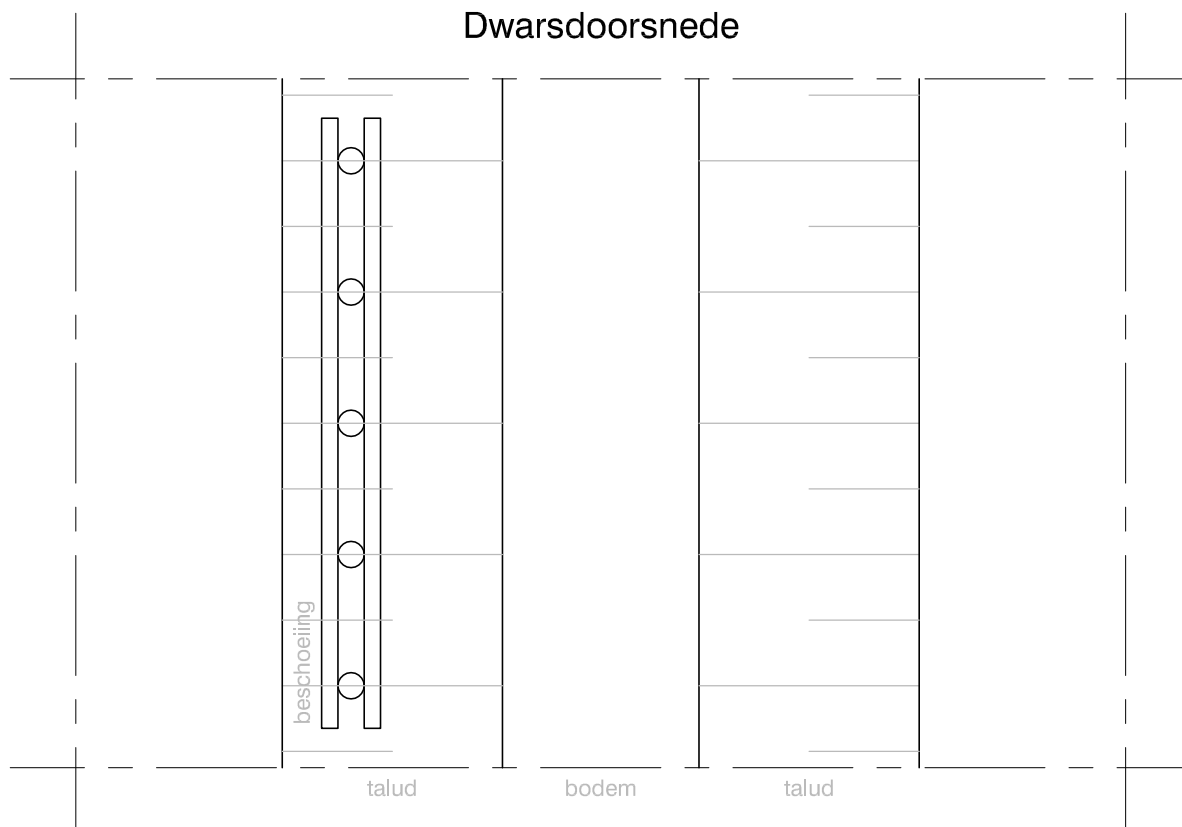 Dwarsdoorsnede
beschoeiing
talud
bodem
talud